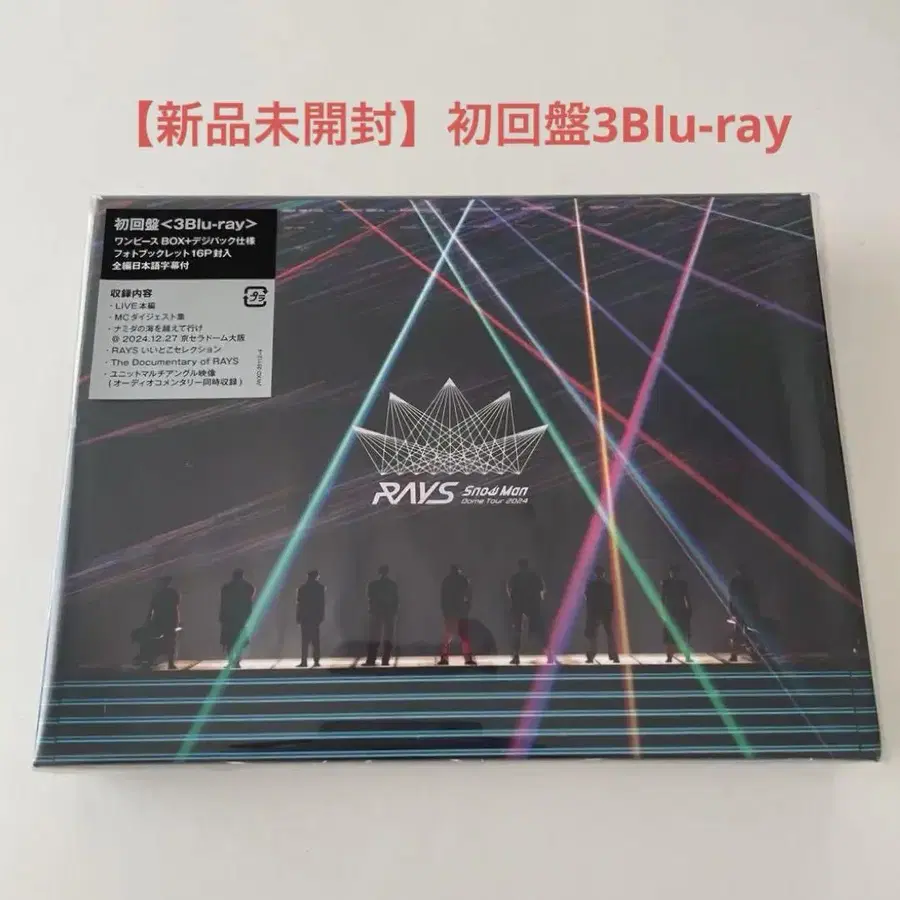 【新品未開封】初回盤3Blu-ray
初回盤<3Blu-ray>
ワンピースBOX+デジパック仕様
フォトブックレット16P封入
全編日本語字幕付
収録内容
・LIVE本編
・MCダイジェスト集
・ナミダの海を越えて行け
@ 2024.12.27 京セラドーム大阪
・RAYS いいとこセレクション
・The Documentary of RAYS
・ユニットマルチアングル映像
(オーディオコメンタリー同時収録)
プラ
RAYS Snow Man
Dome Tour 2024